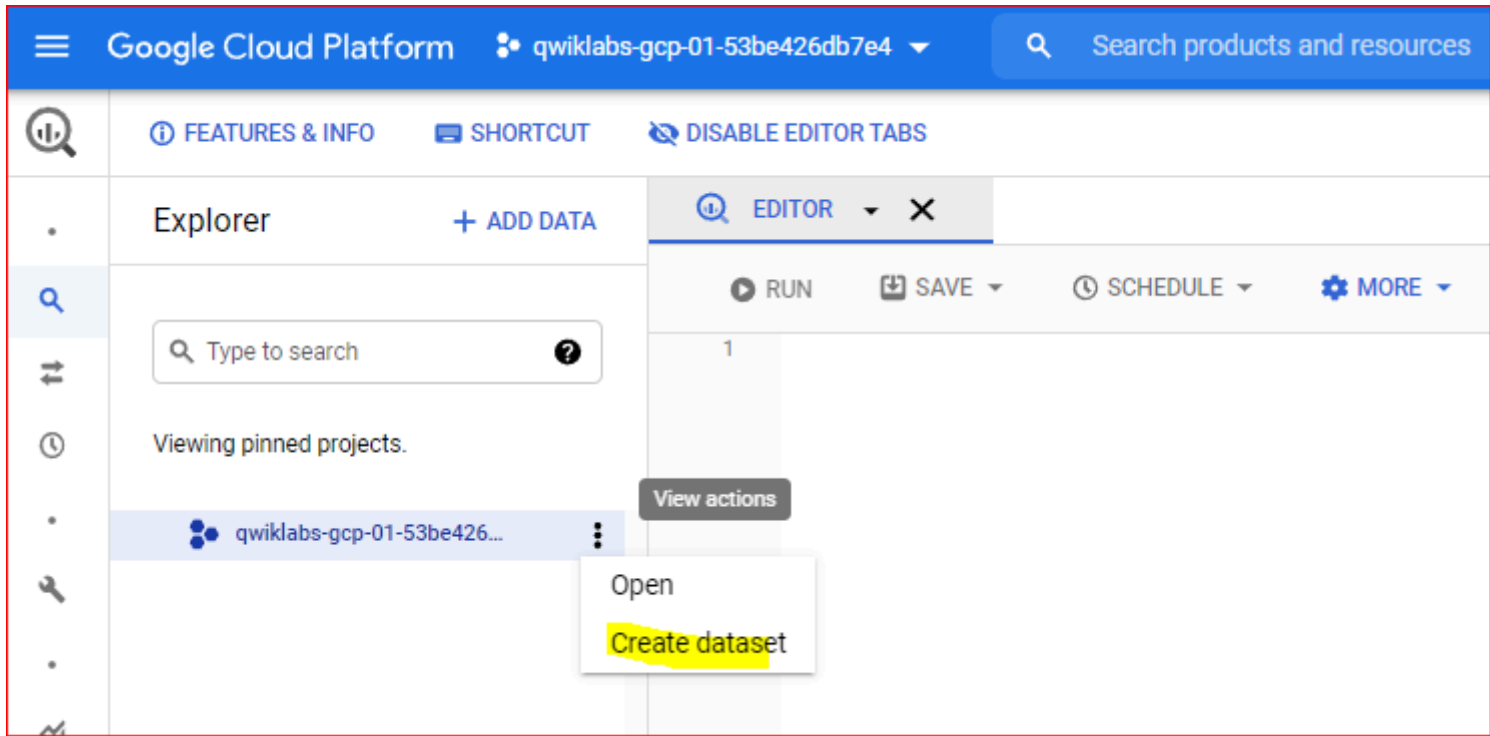 Google Cloud Platform qwiklabs-gcp-01-53be426db7e4 Search products and resources
FEATURES & INFO SHORTCUT DISABLE EDITOR TABS
Explorer + ADD DATA
EDITOR
RUN SAVE SCHEDULE MORE
Type to search
1
Viewing pinned projects.
View actions
qwiklabs-gcp-01-53be426...
Open
Create dataset